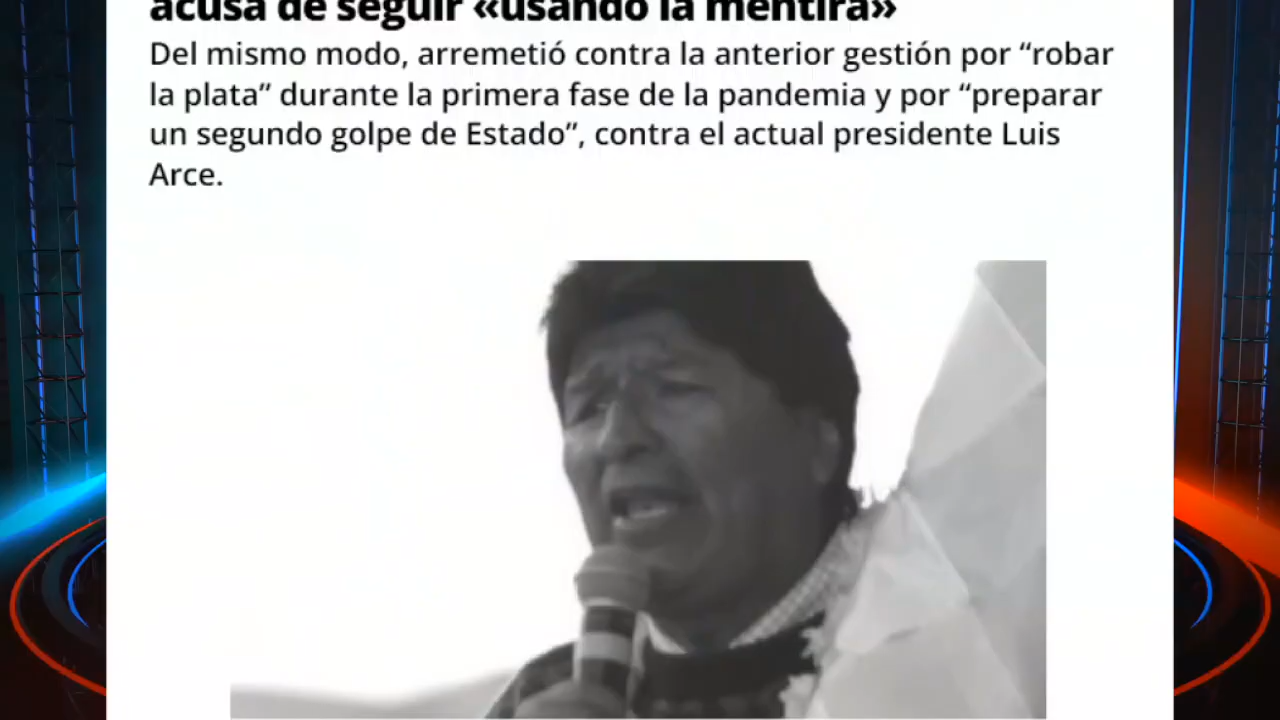 acusa de seguir «usando la mentira»
Del mismo modo, arremetió contra la anterior gestión por “robar
la plata” durante la primera fase de la pandemia y por “preparar
un segundo golpe de Estado”, contra el actual presidente Luis
Arce.